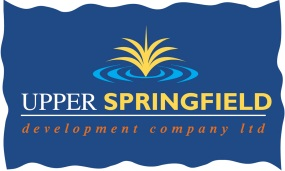 UPPER SPRINGFIELD
development company ltd